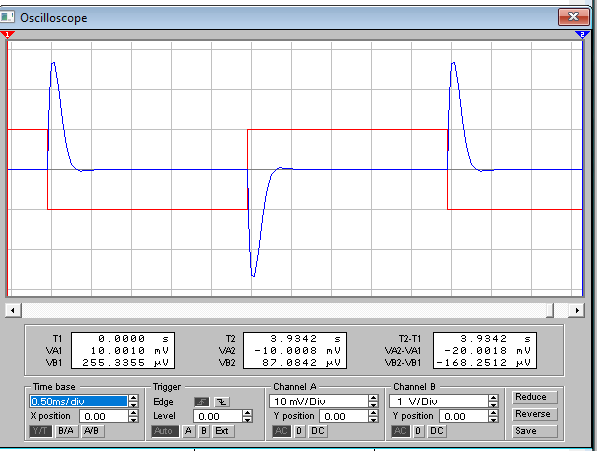 Oscilloscope
1 2
T1 0.0000 s T2 3.9342 s T2-T1 3.9342 s
VA1 10.0010 mV VA2 -10.0008 mV VA2-VA1 -20.0018 mV
VB1 255.3355 µV VB2 87.0842 µV VB2-VB1 -168.2512 µV
Time base Trigger Channel A Channel B Reduce
0.50ms/div Edge 10 mV/Div 1 V/Div Reverse
X position 0.00 Level 0.00 Y position 0.00 Y position 0.00
Y/T B/A A/B Auto A B Ext AC 0 DC AC 0 DC Save